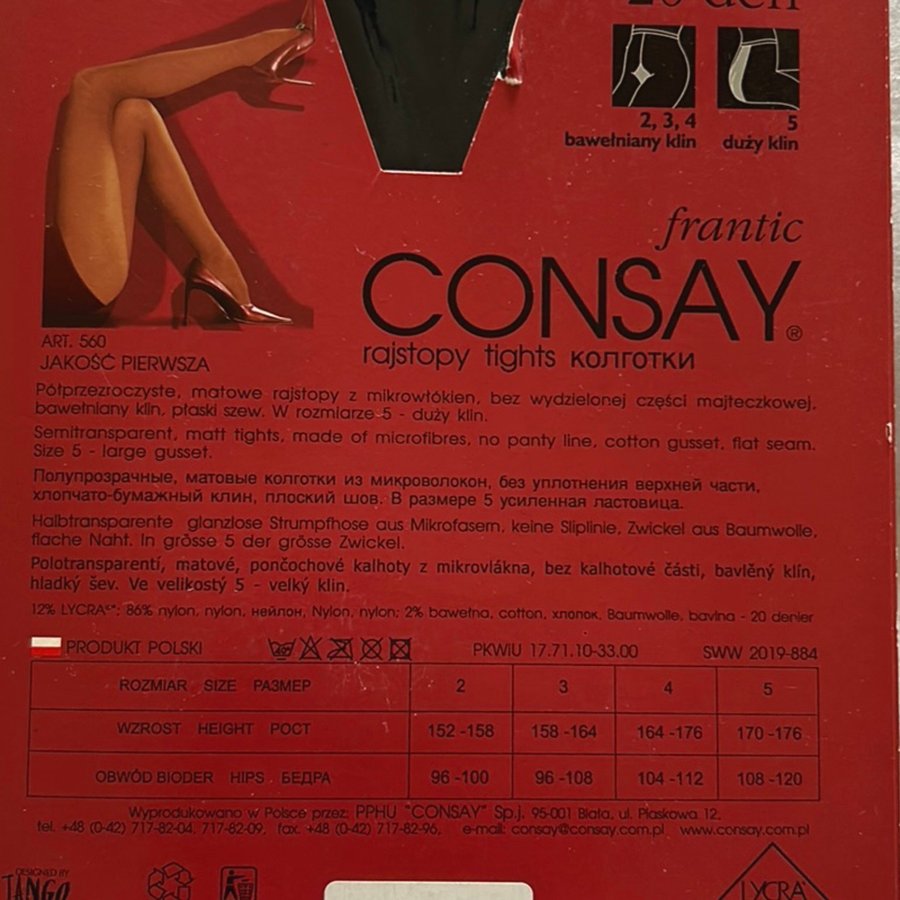 20 den
2, 3, 4
bawełniany klin
5
duży klin
frantic
CONSAY®
rajstopy tights колготки
ART. 560
JAKOŚĆ PIERWSZA
Półprzezroczyste, matowe rajstopy z mikrowłókien, bez wydzielonej części majteczkowej,
bawełniany klin, płaski szew. W rozmiarze 5 - duży klin.
Semitransparent, matt tights, made of microfibres, no panty line, cotton gusset, flat seam.
Size 5 - large gusset.
Полупрозрачные, матовые колготки из микроволокон, без уплотнения верхней части,
хлопчато-бумажный клин, плоский шов. В размере 5 усиленная ластовица.
Halbtransparente glanzlose Strumpfhose aus Mikrofasern, keine Sliplinie, Zwickel aus Baumwolle,
flache Naht. In grösse 5 der grösse Zwickel.
Polotransparentí, matové, pončochové kalhoty z mikrovlákna, bez kalhotové části, bavlěný klín,
hladký šev. Ve velikostý 5 - velký klin.
12% LYCRA®*; 86% nylon, nylon, нейлон, Nylon, nylon; 2% bawełna, cotton, хлопок, Baumwolle, bavlna - 20 denier
PRODUKT POLSKI 40 PKWIU 17.71.10-33.00 SWW 2019-884
ROZMIAR SIZE РАЗМЕР 2 3 4 5
WZROST HEIGHT РОСТ 152 -158 158 -164 164 -176 170 -176
OBWÓD BIODER HIPS БЕДРА 96 -100 96 -108 104 -112 108 -120
Wyprodukowano w Polsce przez: PPHU "CONSAY" Sp.j. 95-001 Biała, ul. Piaskowa 12,
tel. +48 (0-42) 717-82-04, 717-82-09, fax. +48 (0-42) 717-82-96, e-mail: consay@consay.com.pl www.consay.com.pl
DESIGNED BY
TANGO
LYCRA®